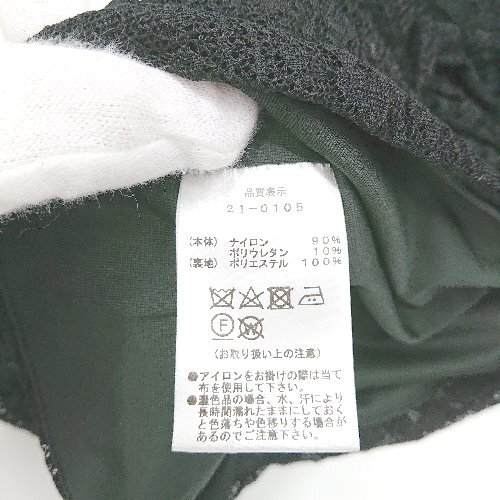 品質表示
21-0105
(本体) ナイロン 90%
ポリウレタン 10%
(裏地) ポリエステル 100%
F W
(お取り扱い上の注意)
●アイロンをお掛けの際は当て
布を使用して下さい。
●濃色品の場合、水、汗により
長時間濡れたままにしておく
と色落ちや色移りする場合が
あるのでご注意下さい。